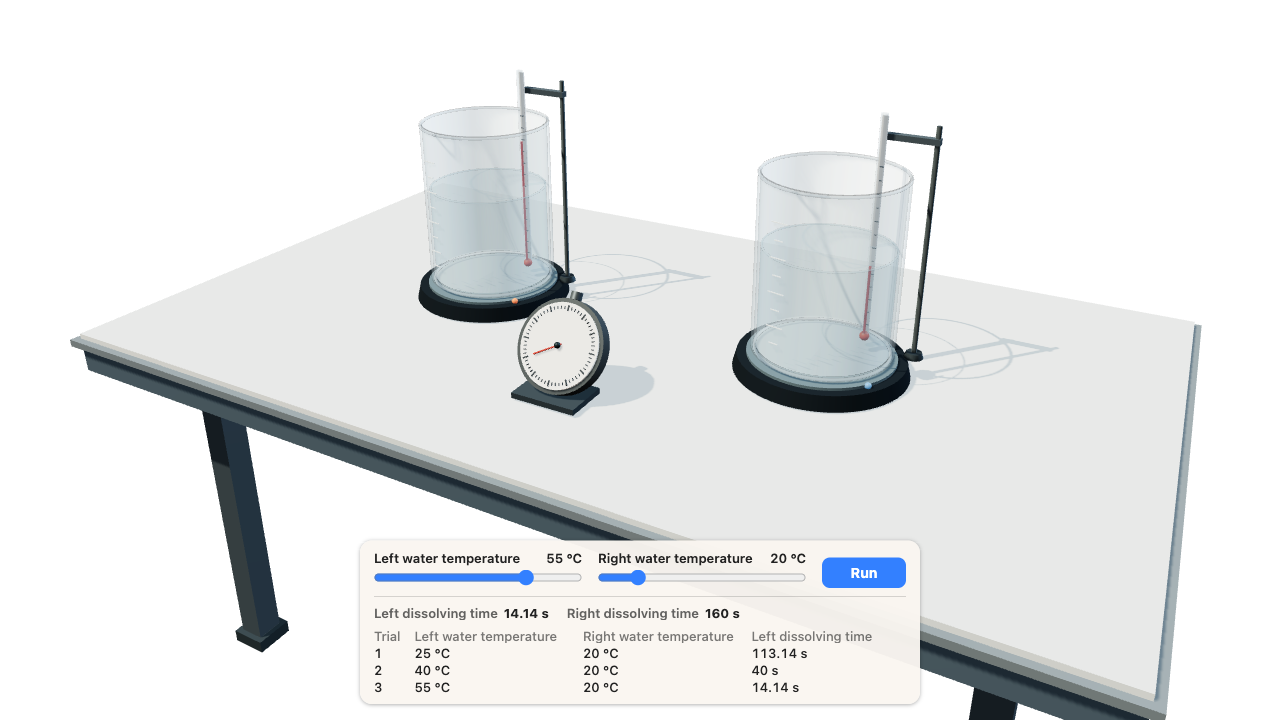 Left water temperature 55 °C Right water temperature 20 °C Run
Left dissolving time 14.14 s Right dissolving time 160 s
Trial Left water temperature Right water temperature Left dissolving time
1 25 °C 20 °C 113.14 s
2 40 °C 20 °C 40 s
3 55 °C 20 °C 14.14 s